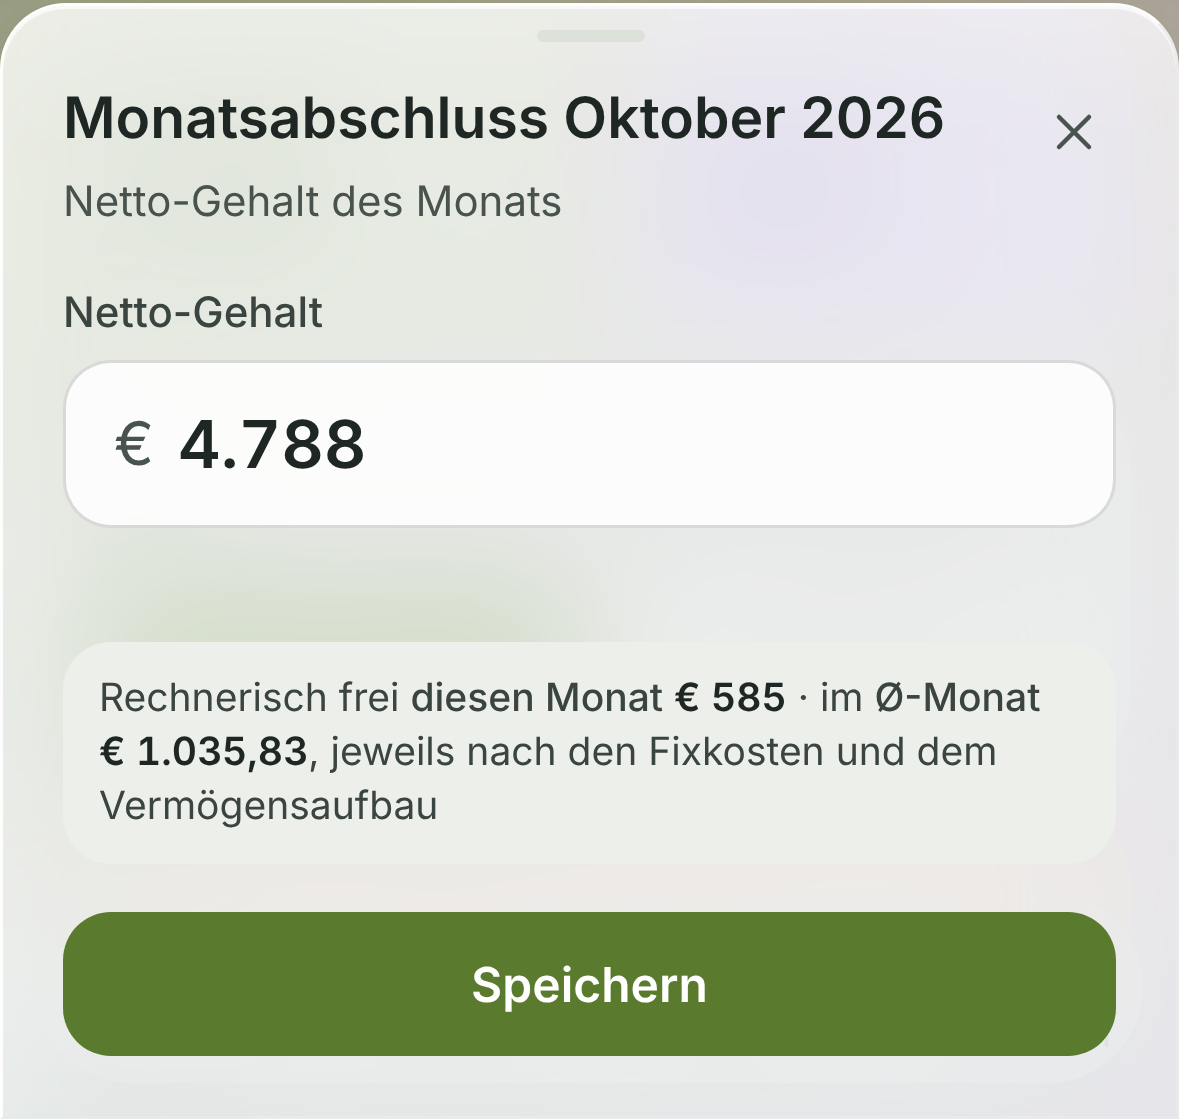 Monatsabschluss Oktober 2026
Netto-Gehalt des Monats
Netto-Gehalt
€ 4.788
Rechnerisch frei diesen Monat € 585 · im Ø-Monat
€ 1.035,83, jeweils nach den Fixkosten und dem
Vermögensaufbau
Speichern